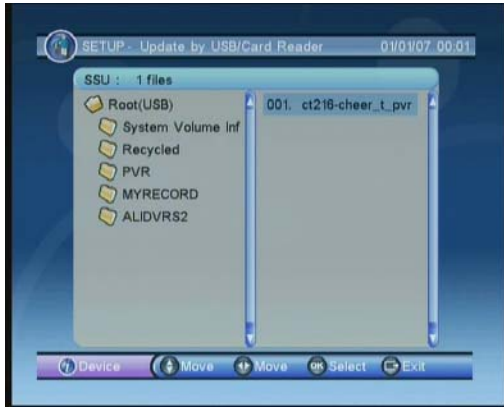 SETUP - Update by USB/Card Reader 01/01/07 00:01
SSU : 1 files
Root(USB)
System Volume Inf
Recycled
PVR
MYRECORD
ALIDVRS2
001. ct216-cheer_t_pvr
Device Move Move OK Select Exit